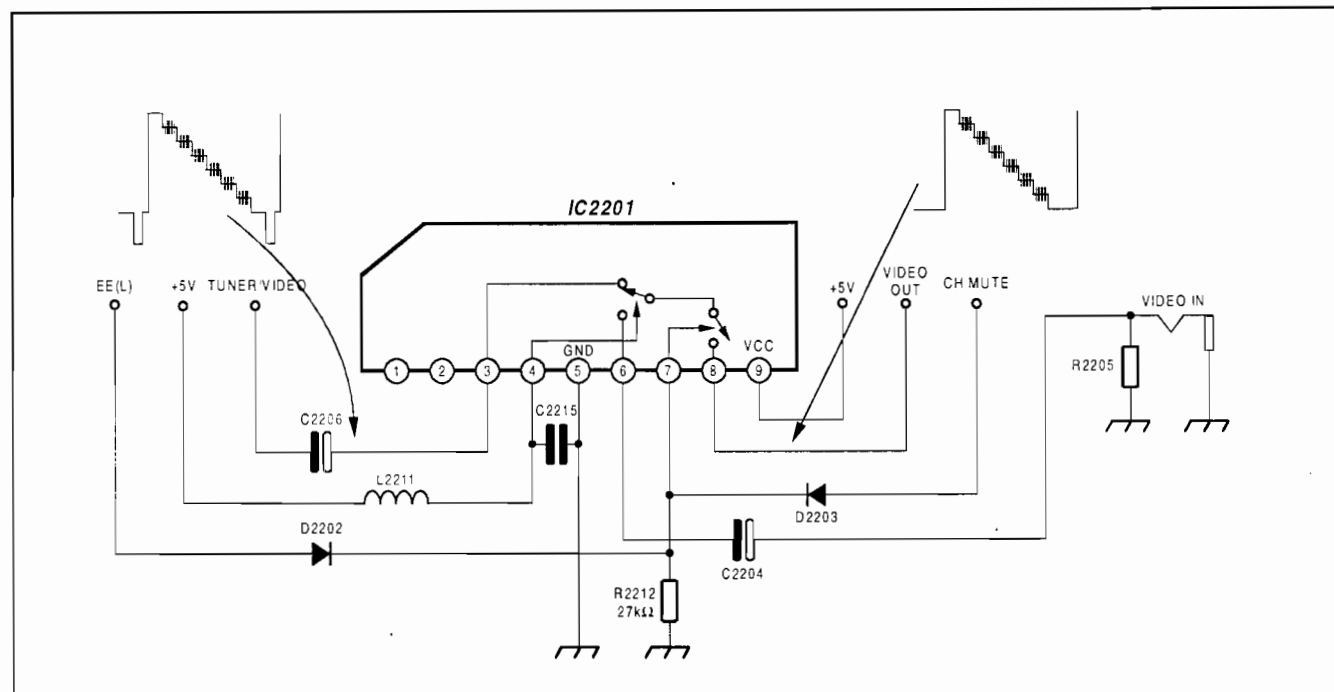 IC2201
EE(L)
+5V
TUNER/VIDEO
+5V
VIDEO
OUT
CH MUTE
VIDEO IN
GND
VCC
1
2
3
4
5
6
7
8
9
R2205
C2206
C2215
L2211
D2203
D2202
C2204
R2212
27kΩ